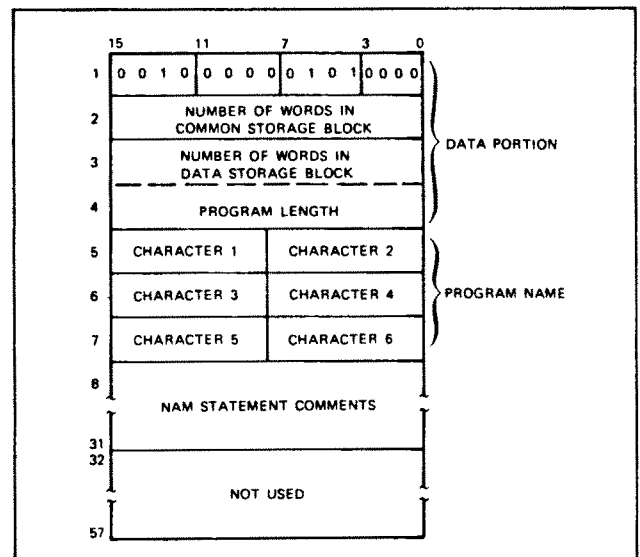 15 11 7 3 0
1 0 0 1 0 0 0 0 0 0 1 0 1 0 0 0 0
2 NUMBER OF WORDS IN
COMMON STORAGE BLOCK
3 NUMBER OF WORDS IN
DATA STORAGE BLOCK
DATA PORTION
4 PROGRAM LENGTH
5 CHARACTER 1 CHARACTER 2
6 CHARACTER 3 CHARACTER 4 PROGRAM NAME
7 CHARACTER 5 CHARACTER 6
8
NAM STATEMENT COMMENTS
31
32
NOT USED
57